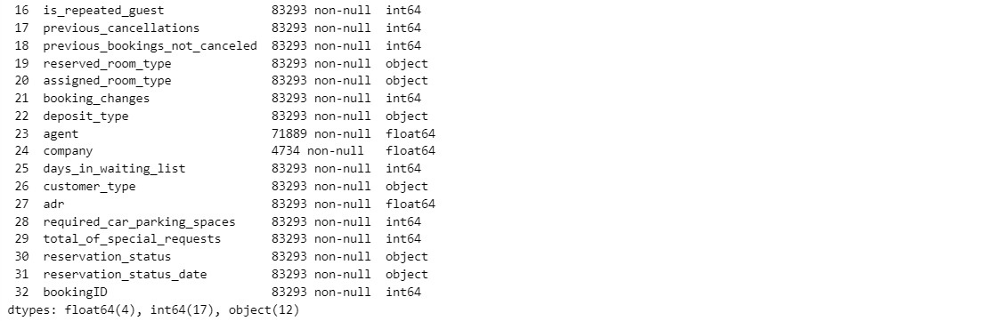 16 is_repeated_guest 83293 non-null int64
17 previous_cancellations 83293 non-null int64
18 previous_bookings_not_canceled 83293 non-null int64
19 reserved_room_type 83293 non-null object
20 assigned_room_type 83293 non-null object
21 booking_changes 83293 non-null int64
22 deposit_type 83293 non-null object
23 agent 71889 non-null float64
24 company 4734 non-null float64
25 days_in_waiting_list 83293 non-null int64
26 customer_type 83293 non-null object
27 adr 83293 non-null float64
28 required_car_parking_spaces 83293 non-null int64
29 total_of_special_requests 83293 non-null int64
30 reservation_status 83293 non-null object
31 reservation_status_date 83293 non-null object
32 bookingID 83293 non-null int64
dtypes: float64(4), int64(17), object(12)